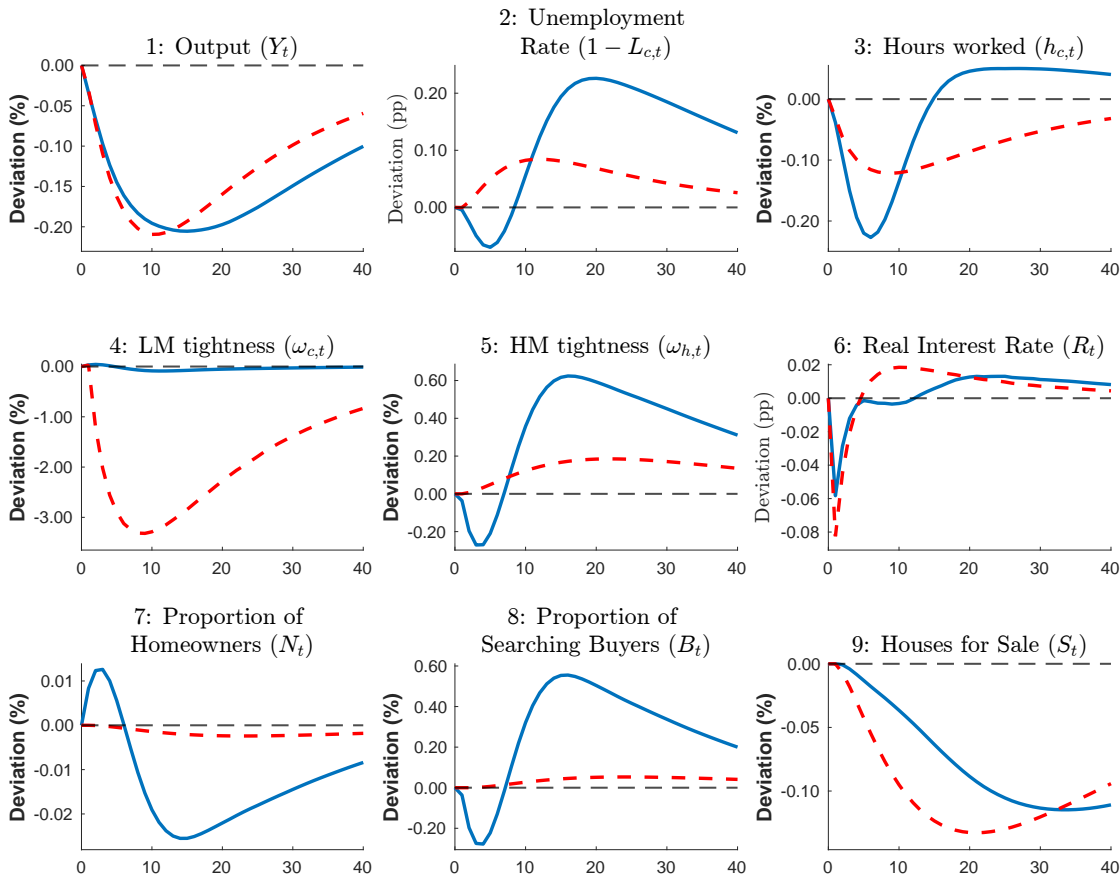 1: Output (Y_t)
Deviation (%)
0.00
-0.05
-0.10
-0.15
-0.20
0 10 20 30 40
2: Unemployment
Rate (1 − L_{c,t})
Deviation (pp)
0.20
0.10
0.00
0 10 20 30 40
3: Hours worked (h_{c,t})
Deviation (%)
0.00
-0.10
-0.20
0 10 20 30 40
4: LM tightness (ω_{c,t})
Deviation (%)
0.00
-1.00
-2.00
-3.00
0 10 20 30 40
5: HM tightness (ω_{h,t})
Deviation (%)
0.60
0.40
0.20
0.00
-0.20
0 10 20 30 40
6: Real Interest Rate (R_t)
Deviation (pp)
0.02
0.00
-0.02
-0.04
-0.06
-0.08
0 10 20 30 40
7: Proportion of
Homeowners (N_t)
Deviation (%)
0.01
0.00
-0.01
-0.02
0 10 20 30 40
8: Proportion of
Searching Buyers (B_t)
Deviation (%)
0.60
0.40
0.20
0.00
-0.20
0 10 20 30 40
9: Houses for Sale (S_t)
Deviation (%)
0.00
-0.05
-0.10
0 10 20 30 40